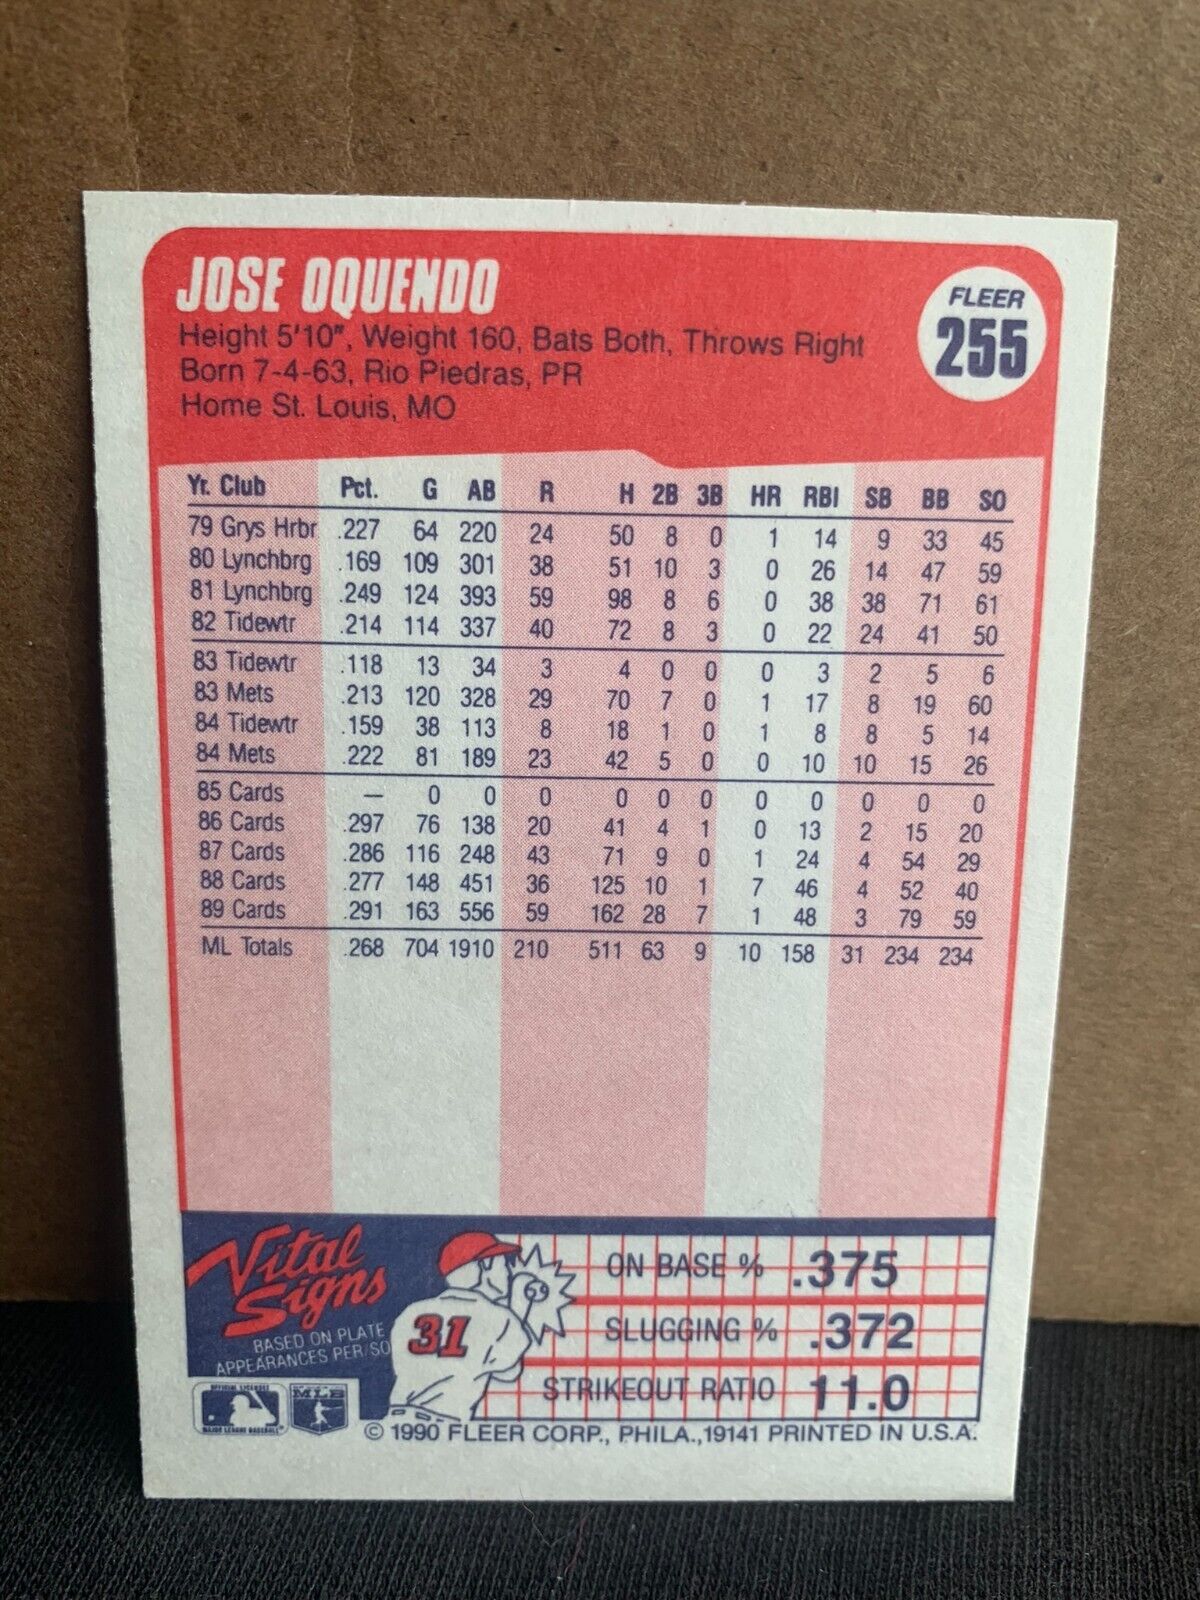 JOSE OQUENDO
FLEER
255
Height 5'10", Weight 160, Bats Both, Throws Right
Born 7-4-63, Rio Piedras, PR
Home St. Louis, MO
Yr. Club Pct. G AB R H 2B 3B HR RBI SB BB SO
79 Grys Hrbr .227 64 220 24 50 8 0 1 14 9 33 45
80 Lynchbrg .169 109 301 38 51 10 3 0 26 14 47 59
81 Lynchbrg .249 124 393 59 98 8 6 0 38 38 71 61
82 Tidewtr .214 114 337 40 72 8 3 0 22 24 41 50
83 Tidewtr .118 13 34 3 4 0 0 0 3 2 5 6
83 Mets .213 120 328 29 70 7 0 1 17 8 19 60
84 Tidewtr .159 38 113 8 18 1 0 1 8 8 5 14
84 Mets .222 81 189 23 42 5 0 0 10 10 15 26
85 Cards — 0 0 0 0 0 0 0 0 0 0 0
86 Cards .297 76 138 20 41 4 1 0 13 2 15 20
87 Cards .286 116 248 43 71 9 0 1 24 4 54 29
88 Cards .277 148 451 36 125 10 1 7 46 4 52 40
89 Cards .291 163 556 59 162 28 7 1 48 3 79 59
ML Totals .268 704 1910 210 511 63 9 10 158 31 234 234
Vital
Signs
BASED ON PLATE
APPEARANCES PER/SO
31
ON BASE % .375
SLUGGING % .372
STRIKEOUT RATIO 11.0
OFFICIAL LICENSEE
MAJOR LEAGUE BASEBALL
MLB
© 1990 FLEER CORP., PHILA.,19141 PRINTED IN U.S.A.